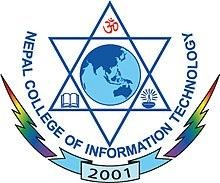 ॐ
NEPAL COLLEGE OF INFORMATION TECHNOLOGY
2001